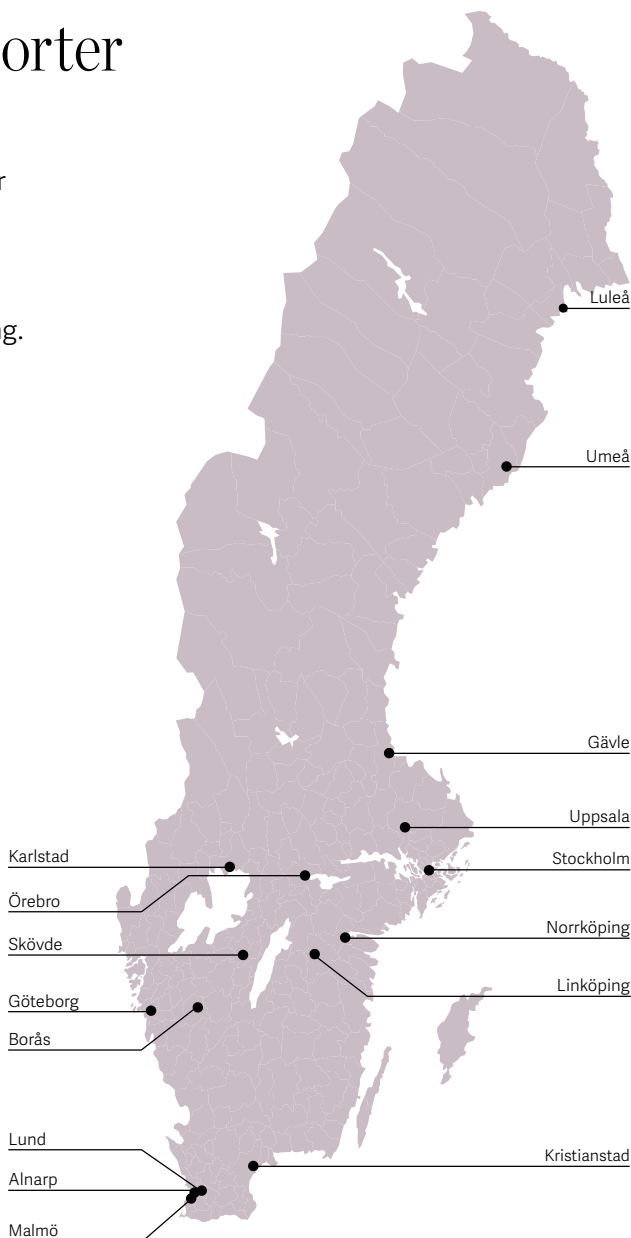 orter
r
g.
Luleå
Umeå
Gävle
Uppsala
Stockholm
Norrköping
Linköping
Kristianstad
Karlstad
Örebro
Skövde
Göteborg
Borås
Lund
Alnarp
Malmö